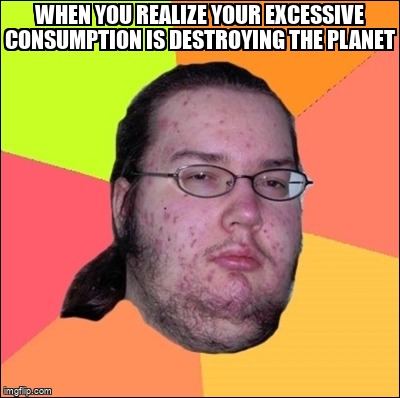 WHEN YOU REALIZE YOUR EXCESSIVE
CONSUMPTION IS DESTROYING THE PLANET
imgflip.com